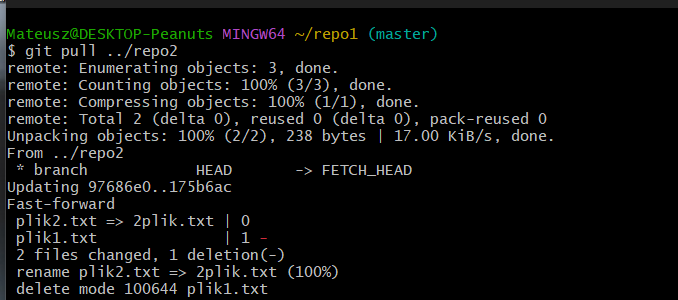 Mateusz@DESKTOP-Peanuts MINGW64 ~/repo1 (master)
$ git pull ../repo2
remote: Enumerating objects: 3, done.
remote: Counting objects: 100% (3/3), done.
remote: Compressing objects: 100% (1/1), done.
remote: Total 2 (delta 0), reused 0 (delta 0), pack-reused 0
Unpacking objects: 100% (2/2), 238 bytes | 17.00 KiB/s, done.
From ../repo2
 * branch            HEAD       -> FETCH_HEAD
Updating 97686e0..175b6ac
Fast-forward
 plik2.txt => 2plik.txt | 0
 plik1.txt              | 1 -
 2 files changed, 1 deletion(-)
 rename plik2.txt => 2plik.txt (100%)
 delete mode 100644 plik1.txt